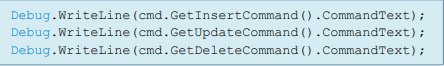 Debug.WriteLine(cmd.GetInsertCommand().CommandText);
Debug.WriteLine(cmd.GetUpdateCommand().CommandText);
Debug.WriteLine(cmd.GetDeleteCommand().CommandText);